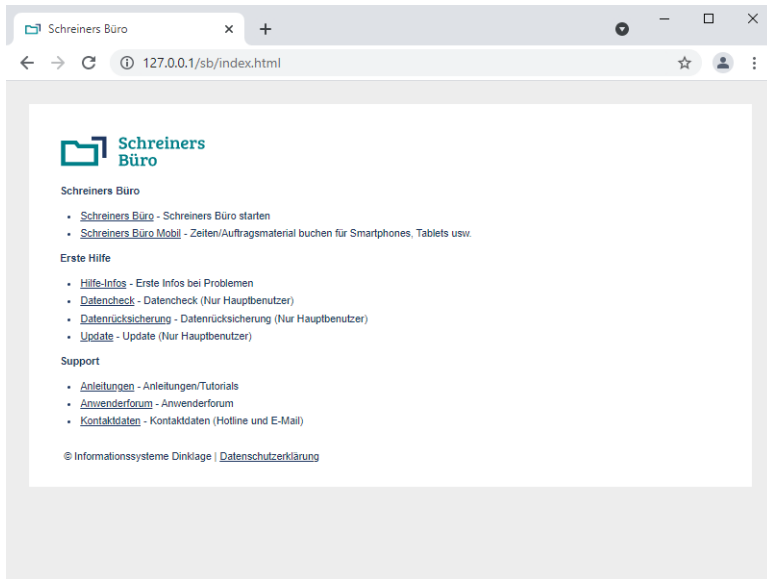 Schreiners Büro
127.0.0.1/sb/index.html
Schreiners
Büro
Schreiners Büro
Schreiners Büro - Schreiners Büro starten
Schreiners Büro Mobil - Zeiten/Auftragsmaterial buchen für Smartphones, Tablets usw.
Erste Hilfe
Hilfe-Infos - Erste Infos bei Problemen
Datencheck - Datencheck (Nur Hauptbenutzer)
Datenrücksicherung - Datenrücksicherung (Nur Hauptbenutzer)
Update - Update (Nur Hauptbenutzer)
Support
Anleitungen - Anleitungen/Tutorials
Anwenderforum - Anwenderforum
Kontaktdaten - Kontaktdaten (Hotline und E-Mail)
© Informationssysteme Dinklage | Datenschutzerklärung